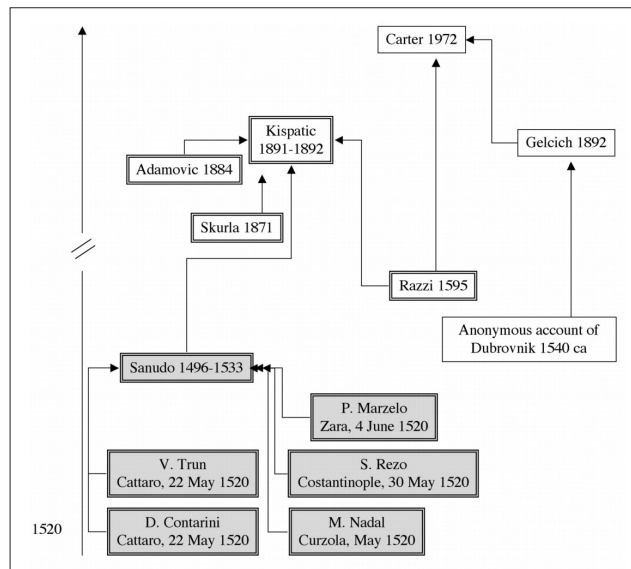 Carter 1972
Kispatic
1891-1892
Gelcich 1892
Adamovic 1884
Skurla 1871
Razzi 1595
Anonymous account of
Dubrovnik 1540 ca
Sanudo 1496-1533
P. Marzelo
Zara, 4 June 1520
V. Trun
Cattaro, 22 May 1520
S. Rezo
Costantinople, 30 May 1520
1520
D. Contarini
Cattaro, 22 May 1520
M. Nadal
Curzola, May 1520